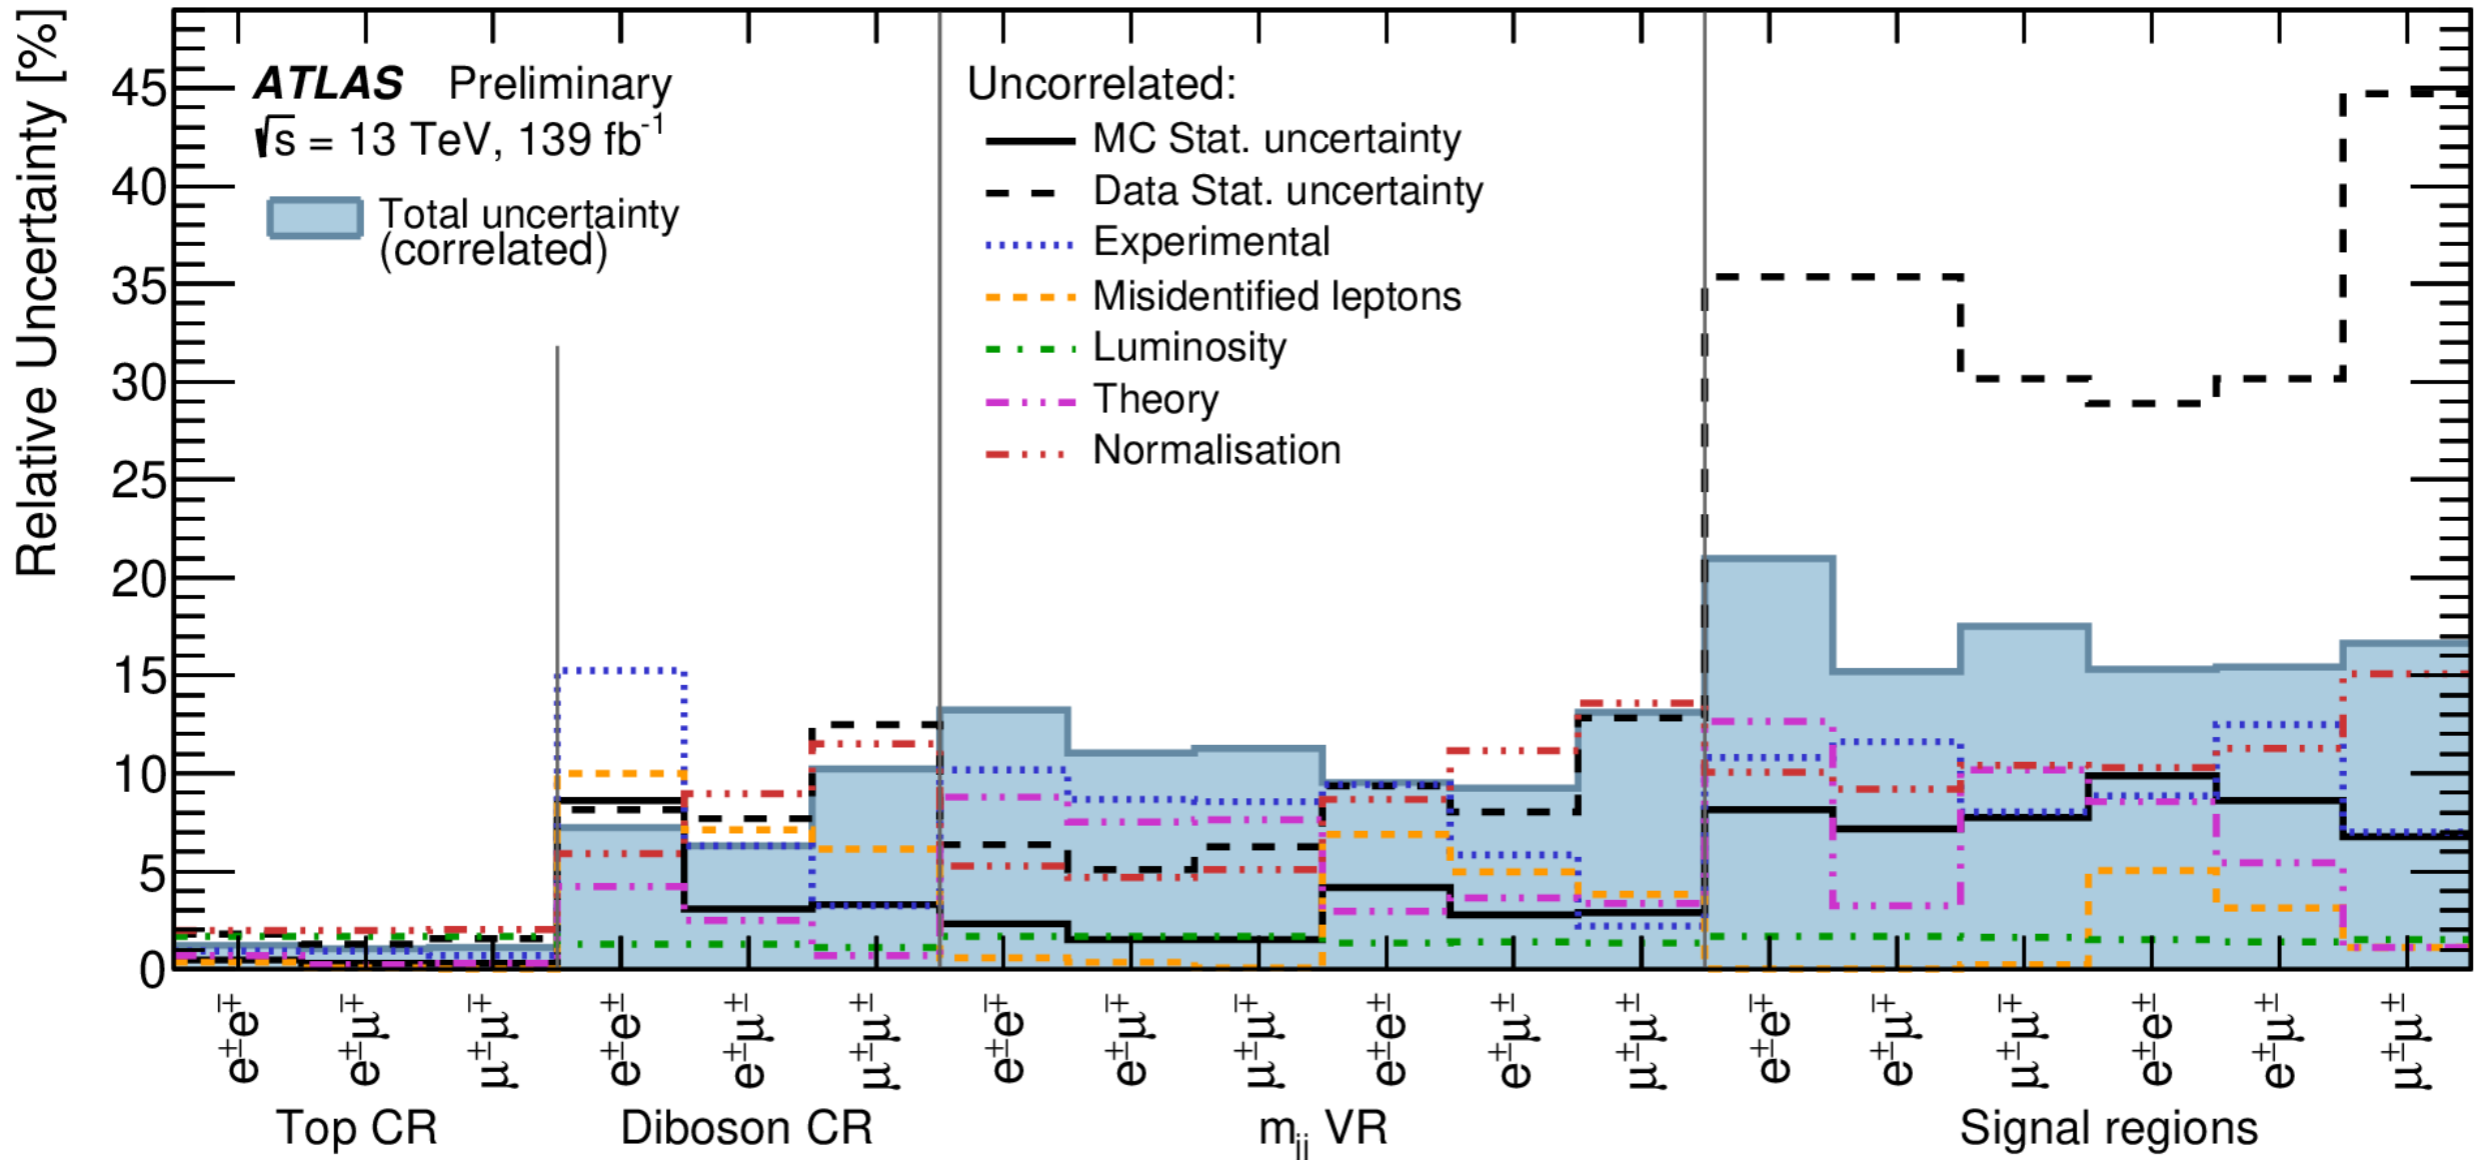 Relative Uncertainty [%]
45
40
35
30
25
20
15
10
5
0
ATLAS Preliminary
√s = 13 TeV, 139 fb⁻¹
Total uncertainty
(correlated)
Uncorrelated:
MC Stat. uncertainty
Data Stat. uncertainty
Experimental
Misidentified leptons
Luminosity
Theory
Normalisation
e±e∓
e±μ∓
μ±μ∓
e±e±
e±μ±
μ±μ±
e±e∓
e±μ∓
μ±μ∓
e±e±
e±μ±
μ±μ±
e±e∓
e±μ∓
μ±μ∓
e±e±
e±μ±
μ±μ±
Top CR
Diboson CR
mjj VR
Signal regions